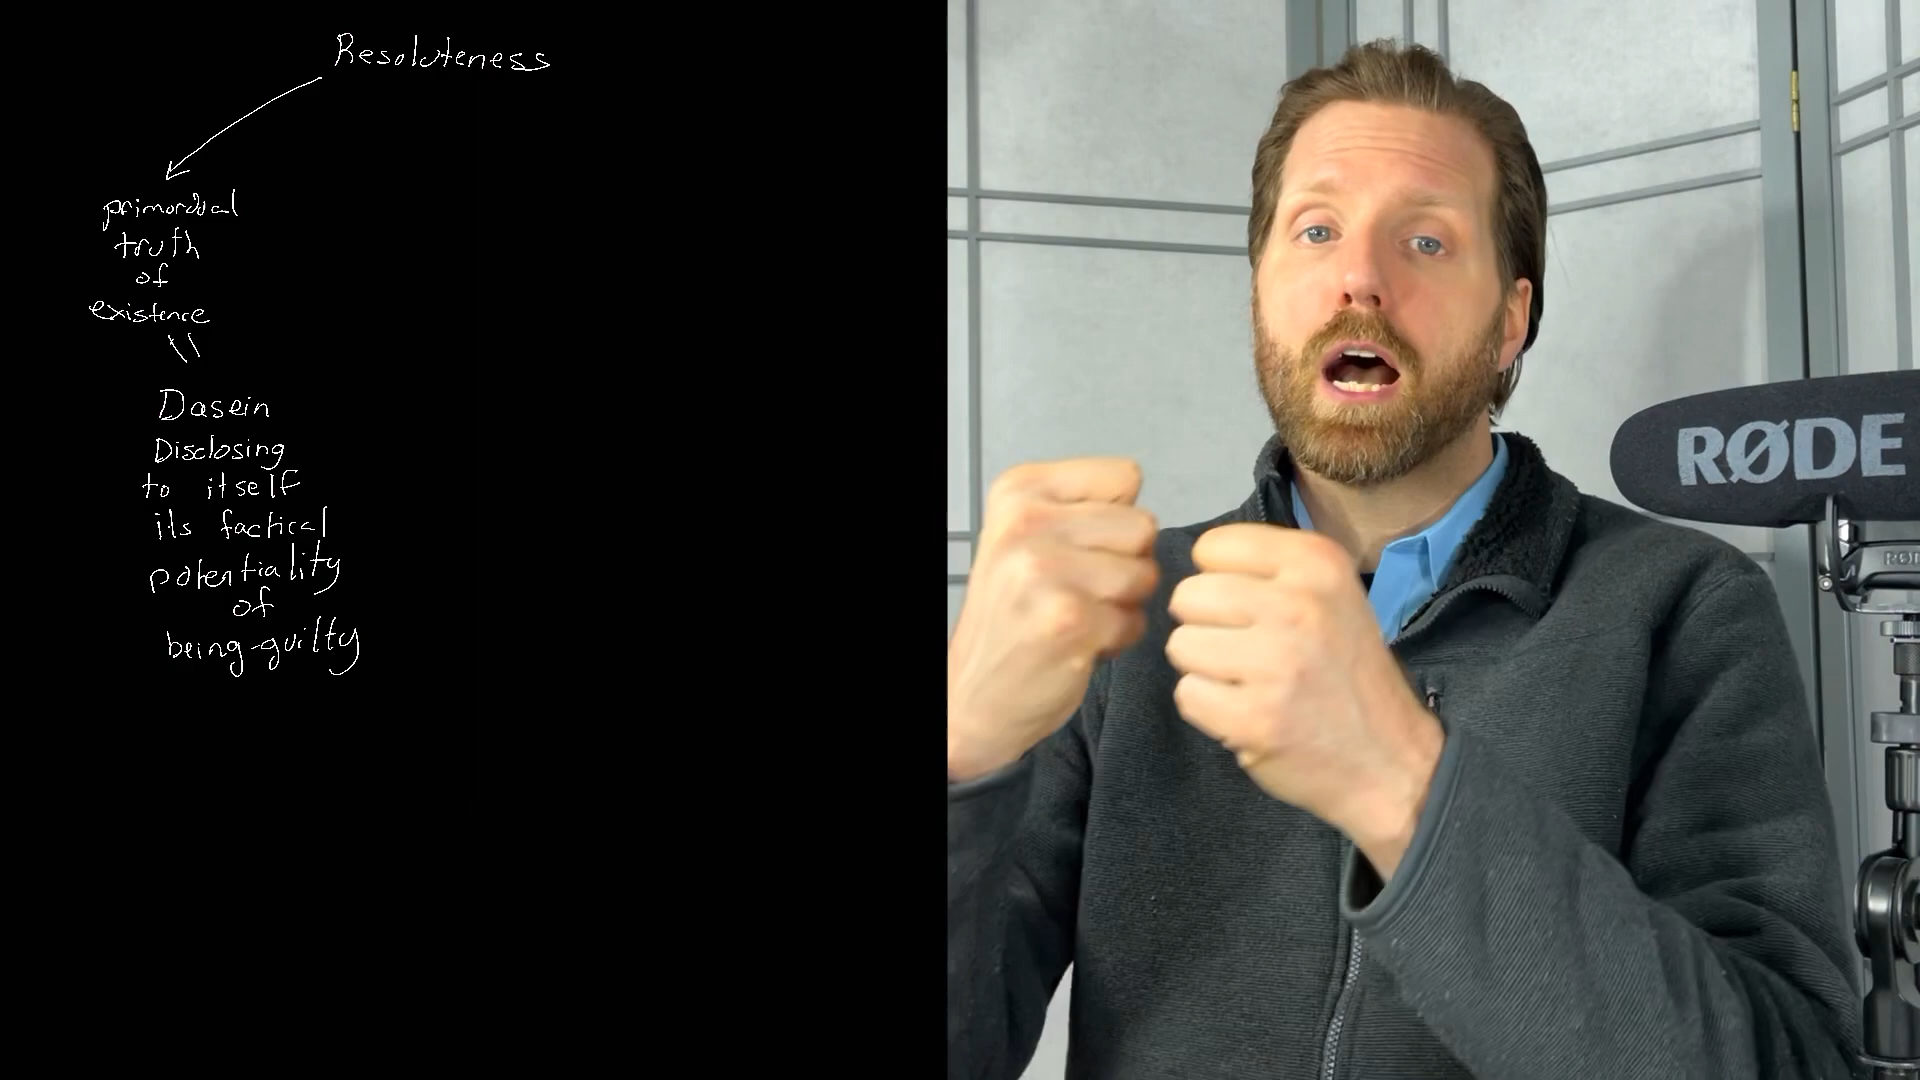 Resoluteness
primordial
truth
of
existence
\\
Dasein
Disclosing
to itself
its factical
potentiality
of
being-guilty
RØDE